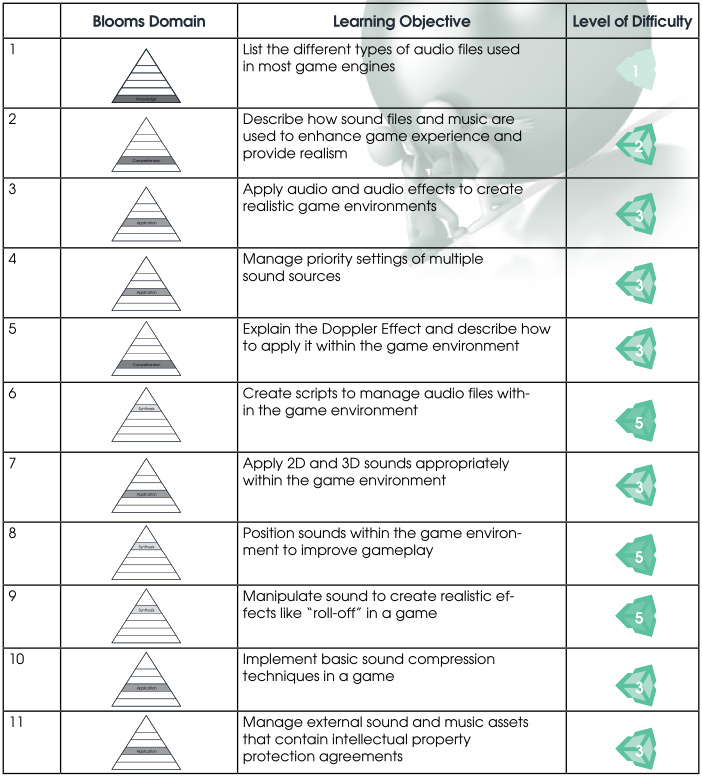 Blooms Domain Learning Objective Level of Difficulty
1
Knowledge
List the different types of audio files used
in most game engines
1
2
Comprehension
Describe how sound files and music are
used to enhance game experience and
provide realism
2
3
Application
Apply audio and audio effects to create
realistic game environments
3
4
Application
Manage priority settings of multiple
sound sources
3
5
Comprehension
Explain the Doppler Effect and describe how
to apply it within the game environment
3
6
Synthesis
Create scripts to manage audio files with-
in the game environment
5
7
Application
Apply 2D and 3D sounds appropriately
within the game environment
3
8
Synthesis
Position sounds within the game environ-
ment to improve gameplay
5
9
Synthesis
Manipulate sound to create realistic ef-
fects like “roll-off” in a game
5
10
Application
Implement basic sound compression
techniques in a game
3
11
Application
Manage external sound and music assets
that contain intellectual property
protection agreements
3